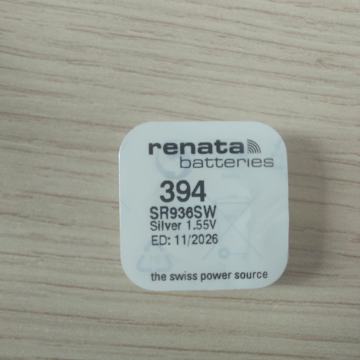 renata
batteries
394
SR936SW
Silver 1.55V
ED: 11/2026
the swiss power source